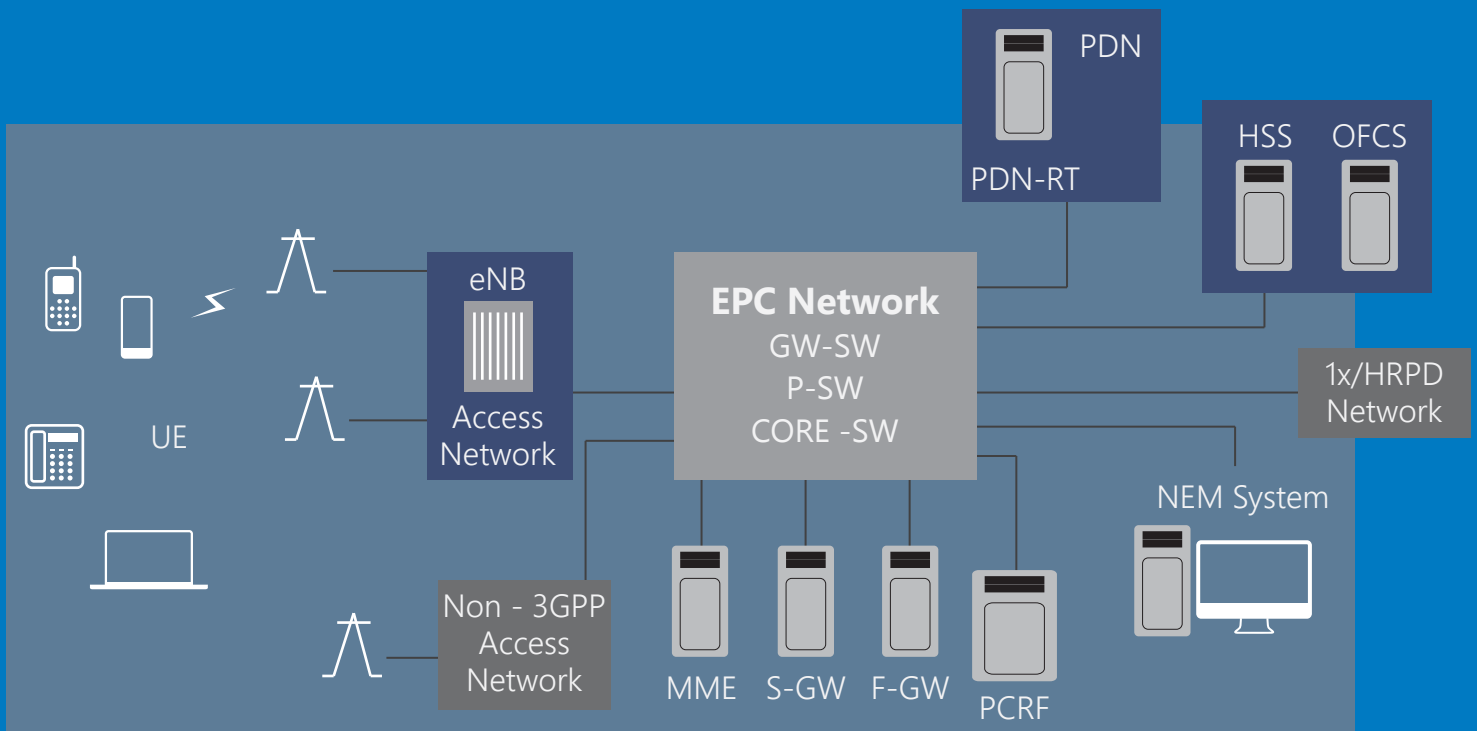 PDN
PDN-RT
HSS
OFCS
eNB
Access
Network
EPC Network
GW-SW
P-SW
CORE -SW
1x/HRPD
Network
UE
NEM System
Non - 3GPP
Access
Network
MME
S-GW
F-GW
PCRF